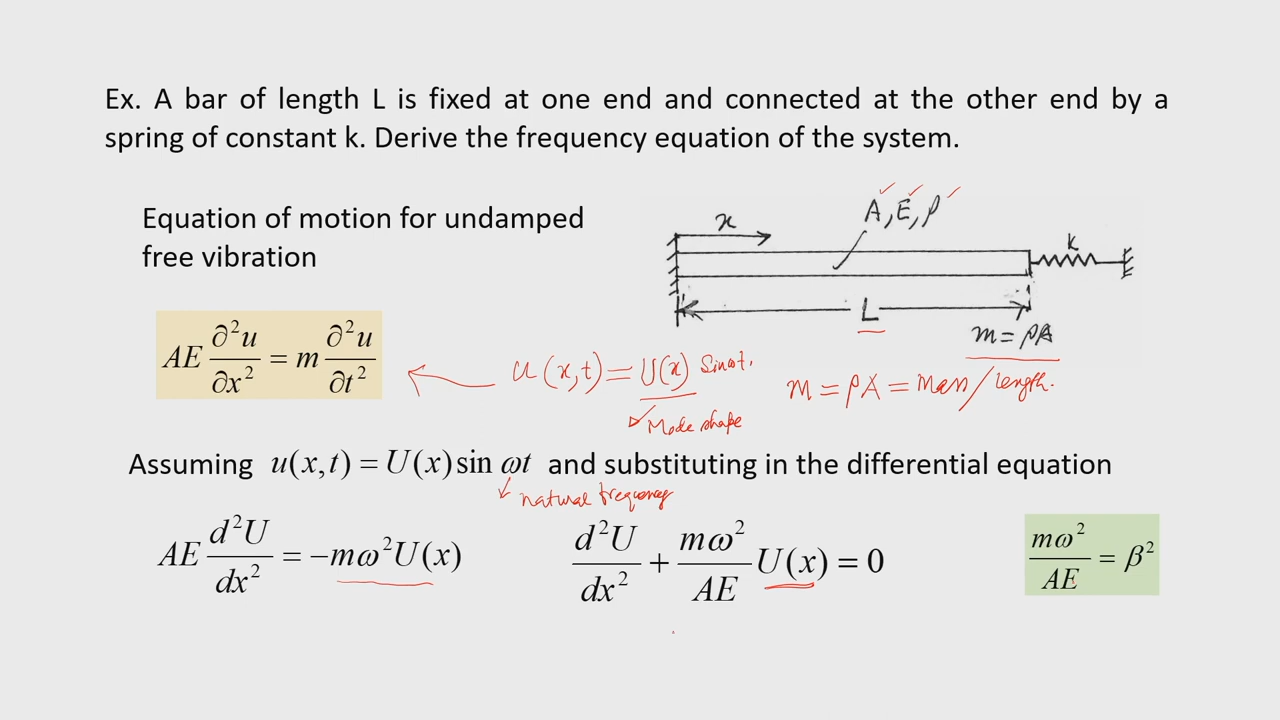 Ex. A bar of length L is fixed at one end and connected at the other end by a
spring of constant k. Derive the frequency equation of the system.
Equation of motion for undamped
free vibration
x
A, E, ρ
k
L
m = ρA
AE ∂²u/∂x² = m ∂²u/∂t²
u(x,t) = U(x) Sinωt.
Mode shape
m = ρA = Mass/length.
Assuming u(x,t) = U(x) sin ωt and substituting in the differential equation
natural frequency
AE d²U/dx² = −mω²U(x)
d²U/dx² + mω²/AE U(x) = 0
mω²/AE = β²